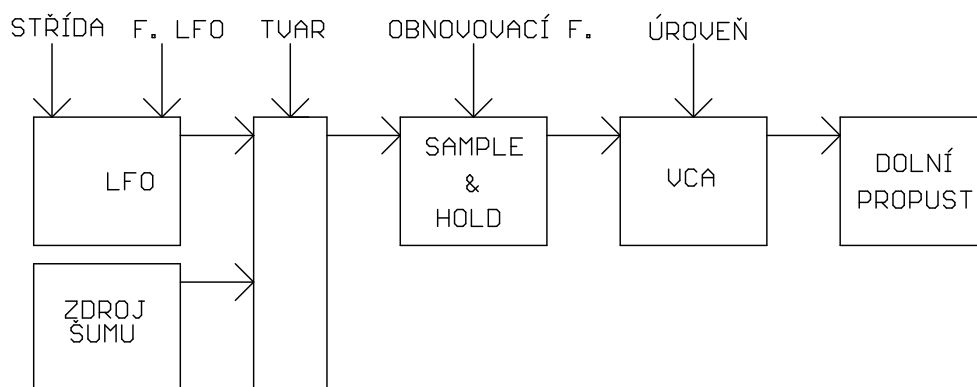 STŘÍDA
F. LFO
TVAR
OBNOVOVACÍ F.
ÚROVEŇ
LFO
SAMPLE
&
HOLD
VCA
DOLNÍ
PROPUST
ZDROJ
ŠUMU